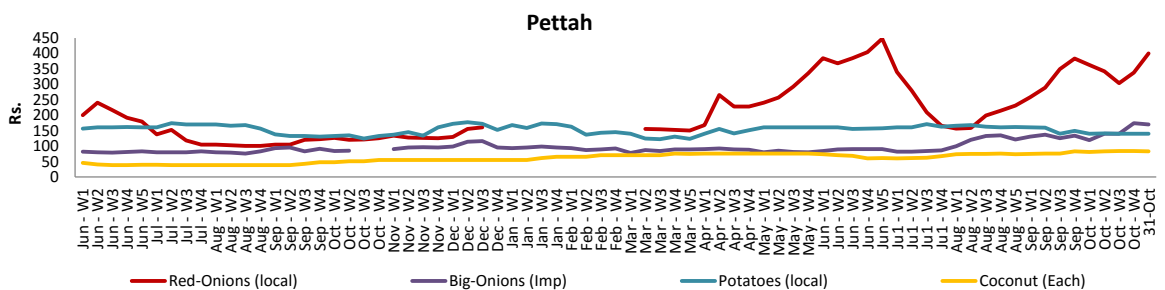 Pettah
Rs.
450
400
350
300
250
200
150
100
50
0
Jun - W1
Jun - W2
Jun - W3
Jun - W4
Jun - W5
Jul - W1
Jul - W2
Jul - W3
Jul - W4
Aug - W1
Aug - W2
Aug - W3
Aug - W4
Sep - W1
Sep - W2
Sep - W3
Sep - W4
Oct - W1
Oct - W2
Oct - W3
Oct - W4
Nov - W1
Nov - W2
Nov - W3
Nov - W4
Dec - W1
Dec - W2
Dec - W3
Dec - W4
Jan - W1
Jan - W2
Jan - W3
Jan - W4
Feb - W1
Feb - W2
Feb - W3
Feb - W4
Mar - W1
Mar - W2
Mar - W3
Mar - W4
Mar - W5
Apr - W1
Apr - W2
Apr - W3
Apr - W4
May - W1
May - W2
May - W3
May - W4
Jun - W1
Jun - W2
Jun - W3
Jun - W4
Jun - W5
Ju1 - W1
Ju1 - W2
Ju1 - W3
Ju1 - W4
Aug - W1
Aug - W2
Aug - W3
Aug - W4
Aug - W5
Sep - W1
Sep - W2
Sep - W3
Sep - W4
Oct - W1
Oct - W2
Oct - W3
Oct - W4
31-Oct
Red-Onions (local)
Big-Onions (Imp)
Potatoes (local)
Coconut (Each)